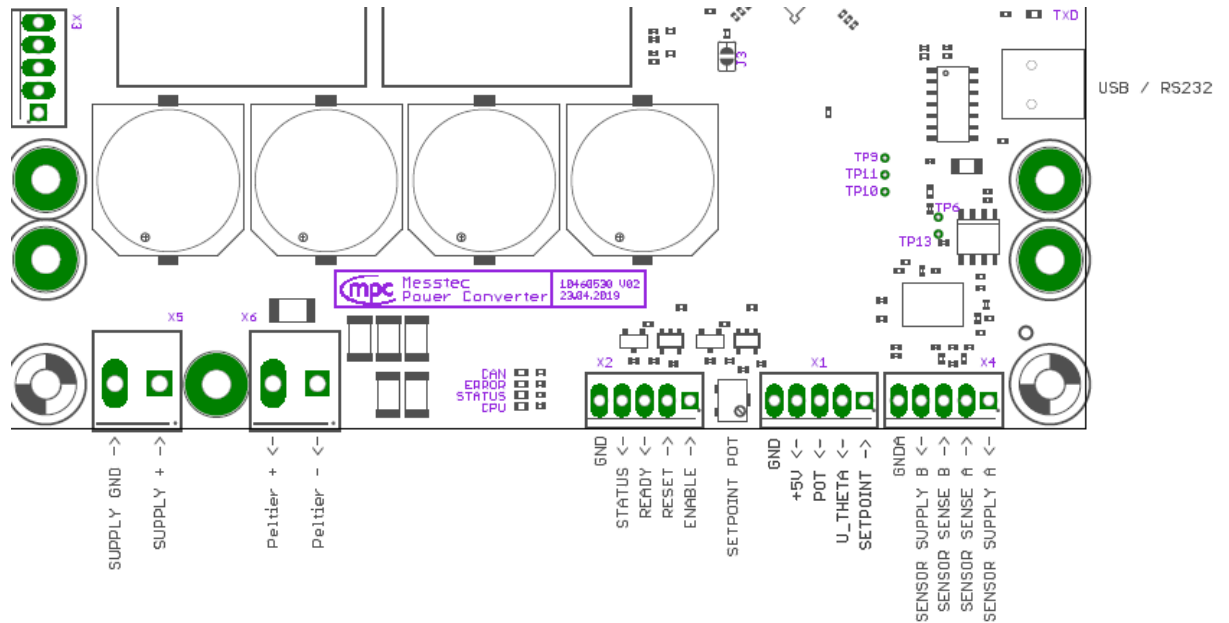 X3
TXD
J3
USB / RS232
TP9
TP11
TP10
TP6
TP13
mpc
Messtec
Power Converter
10460530 V02
23.04.2019
X5
X6
X2
X1
X4
CAN
ERROR
STATUS
CPU
SUPPLY GND ->
SUPPLY + ->
Peltier + <-
Peltier - <-
GND
STATUS <-
READY <-
RESET ->
ENABLE ->
SETPOINT POT
GND
+5V <-
POT <-
U_THETA <-
SETPOINT ->
GNDA
SENSOR SUPPLY B <-
SENSOR SENSE B ->
SENSOR SENSE A ->
SENSOR SUPPLY A <-